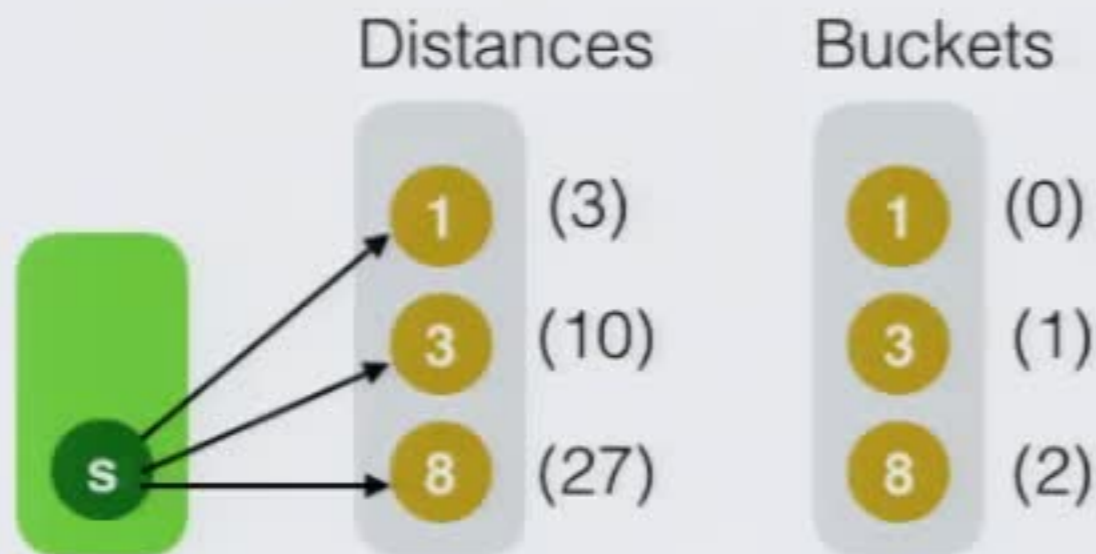 Distances Buckets
1 (3) 1 (0)
3 (10) 3 (1)
s 8 (27) 8 (2)